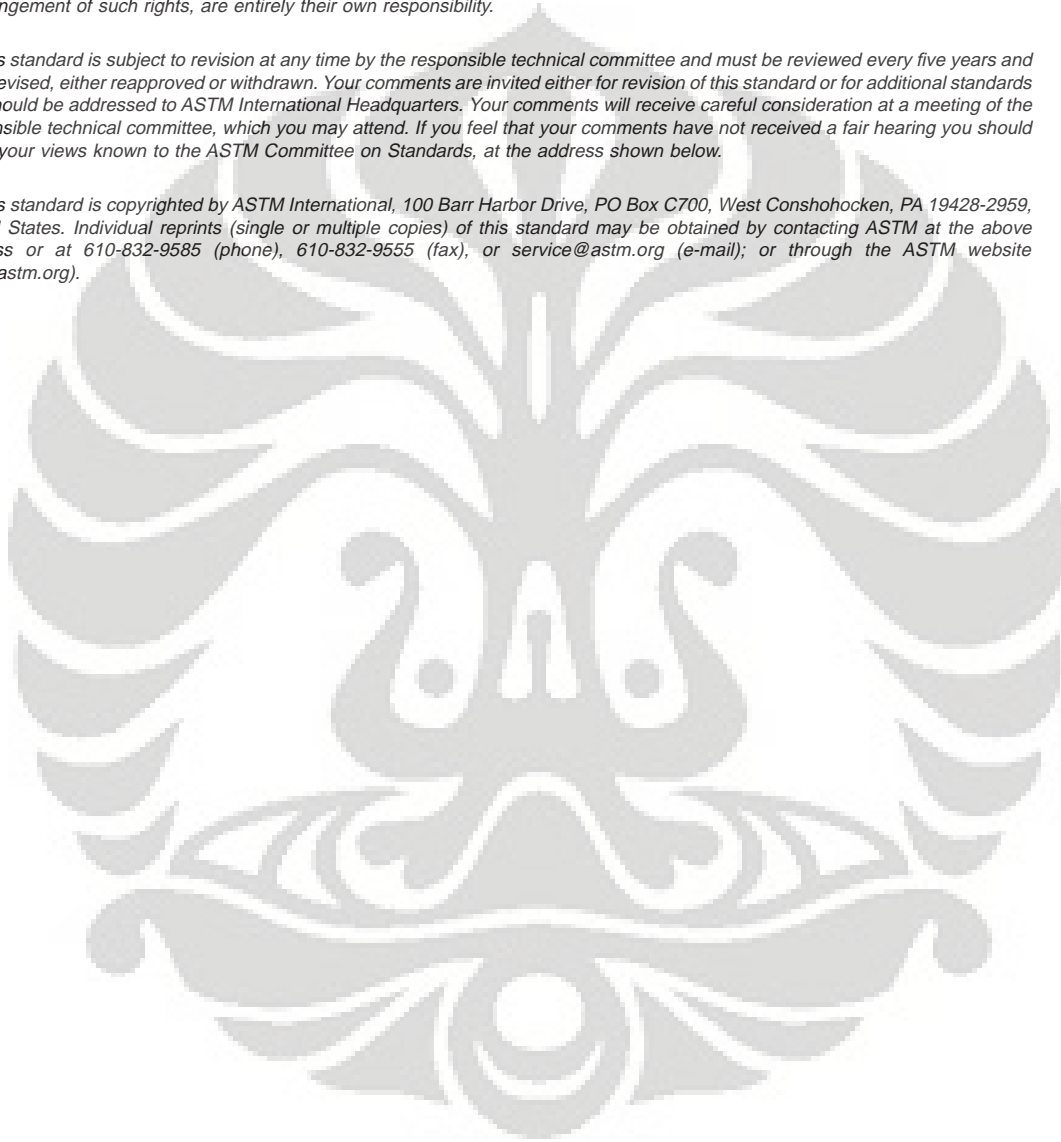 ngement of such rights, are entirely their own responsibility.
s standard is subject to revision at any time by the responsible technical committee and must be reviewed every five years and
evised, either reapproved or withdrawn. Your comments are invited either for revision of this standard or for additional standards
hould be addressed to ASTM International Headquarters. Your comments will receive careful consideration at a meeting of the
nsible technical committee, which you may attend. If you feel that your comments have not received a fair hearing you should
your views known to the ASTM Committee on Standards, at the address shown below.
s standard is copyrighted by ASTM International, 100 Barr Harbor Drive, PO Box C700, West Conshohocken, PA 19428-2959,
d States. Individual reprints (single or multiple copies) of this standard may be obtained by contacting ASTM at the above
ss or at 610-832-9585 (phone), 610-832-9555 (fax), or service@astm.org (e-mail); or through the ASTM website
astm.org).